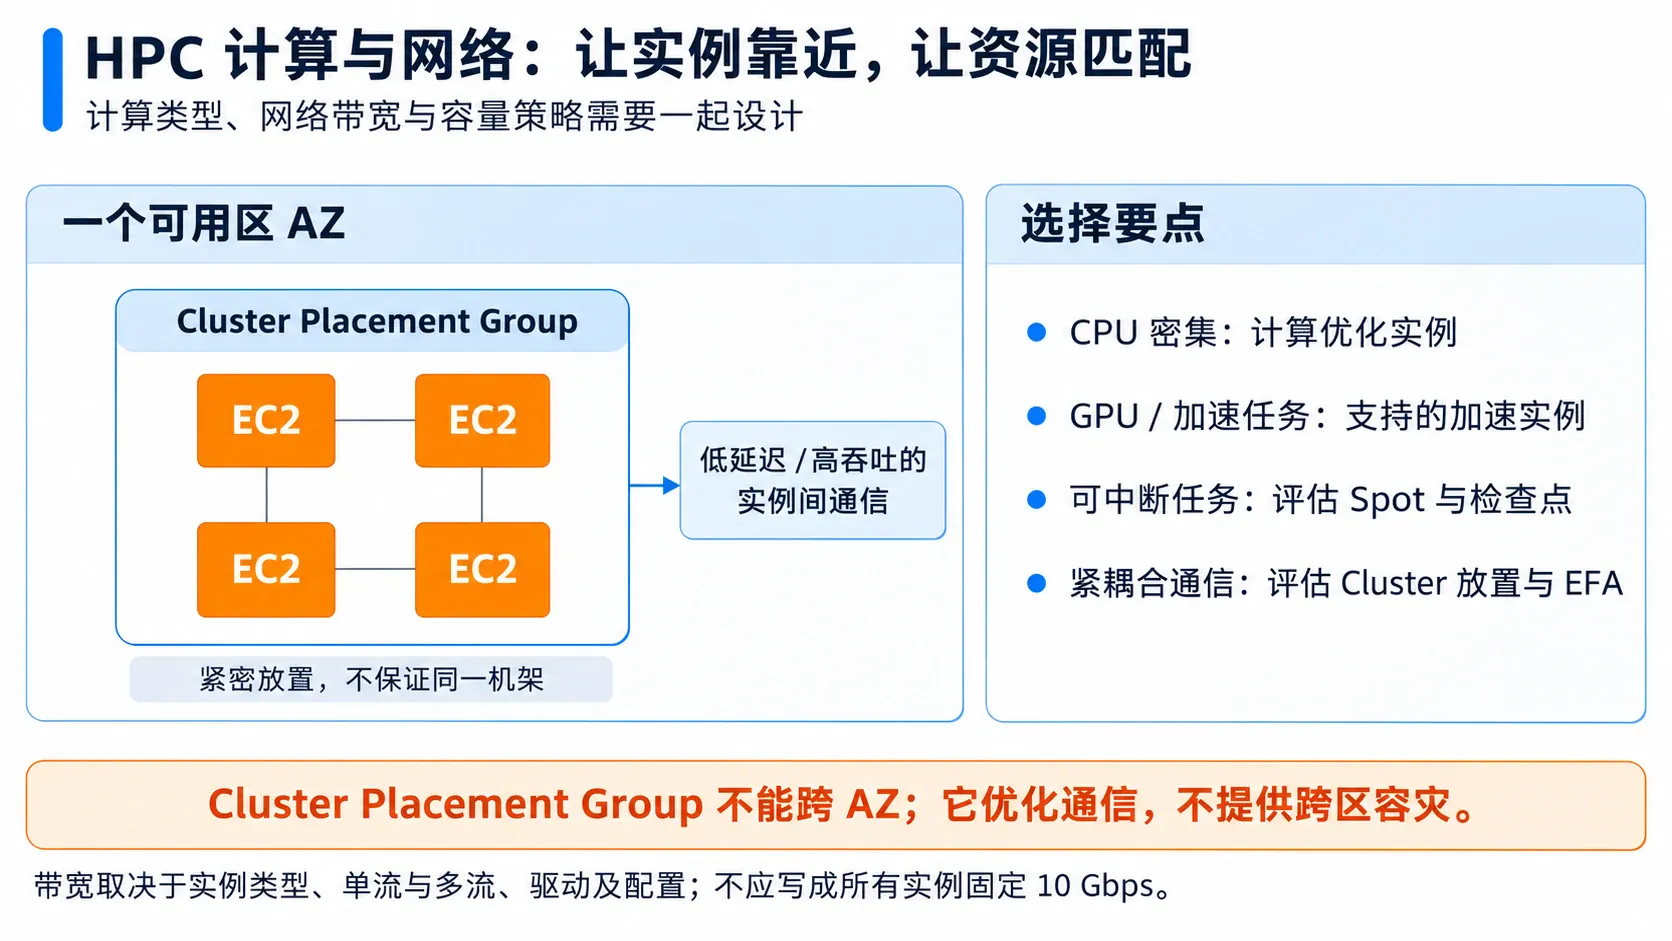 HPC 计算与网络：让实例靠近，让资源匹配
计算类型、网络带宽与容量策略需要一起设计
一个可用区 AZ
Cluster Placement Group
EC2
EC2
EC2
EC2
低延迟 / 高吞吐的
实例间通信
紧密放置，不保证同一机架
选择要点
CPU 密集：计算优化实例
GPU / 加速任务：支持的加速实例
可中断任务：评估 Spot 与检查点
紧耦合通信：评估 Cluster 放置与 EFA
Cluster Placement Group 不能跨 AZ；它优化通信，不提供跨区容灾。
带宽取决于实例类型、单流与多流、驱动及配置；不应写成所有实例固定 10 Gbps。